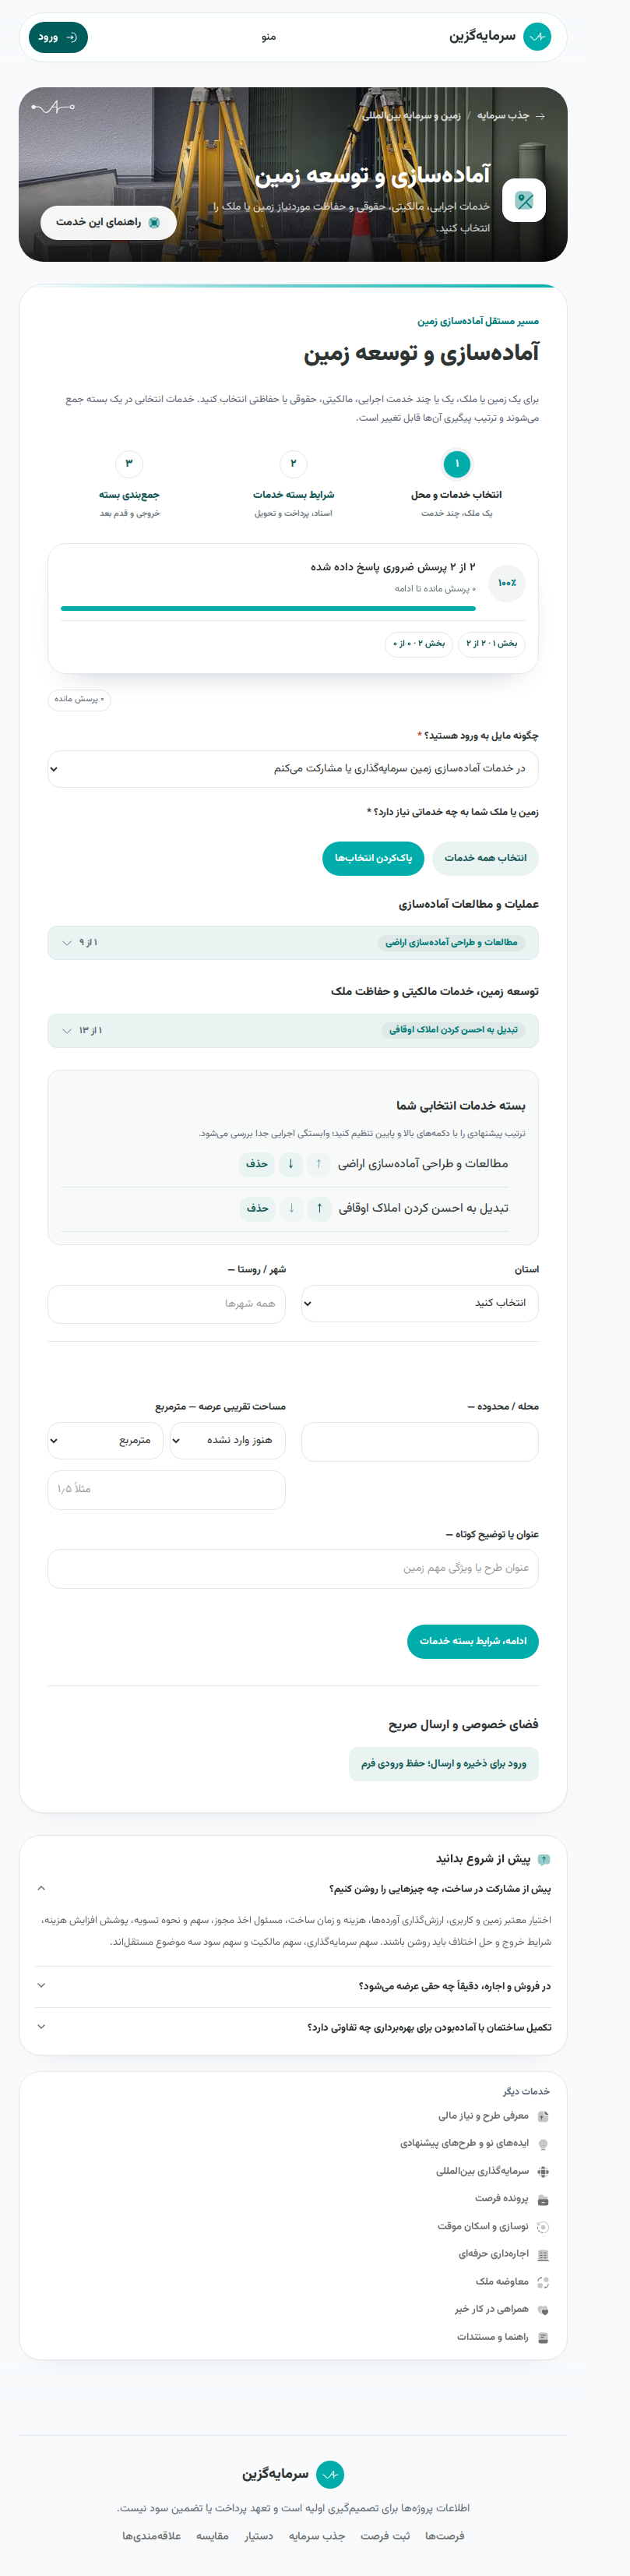 سرمایه‌گزین
منو
ورود
جذب سرمایه / زمین و سرمایه بین‌المللی
آماده‌سازی و توسعه زمین
خدمات اجرایی، مالکیتی، حقوقی و حفاظت موردنیاز زمین یا ملک را
انتخاب کنید.
راهنمای این خدمت
مسیر مستقل آماده‌سازی زمین
آماده‌سازی و توسعه زمین
برای یک زمین یا ملک، یک یا چند خدمت اجرایی، مالکیتی، حقوقی یا حفاظتی انتخاب کنید. خدمات انتخابی در یک بسته جمع
می‌شوند و ترتیب پیگیری آن‌ها قابل تغییر است.
۱
انتخاب خدمات و محل
یک ملک، چند خدمت
۲
شرایط بسته خدمات
اسناد، پرداخت و تحویل
۳
جمع‌بندی بسته
خروجی و قدم بعد
۱۰۰٪
۲ از ۲ پرسش ضروری پاسخ داده شده
۰ پرسش مانده تا ادامه
بخش ۱ · ۲ از ۲
بخش ۲ · ۰ از ۰
۰ پرسش مانده
چگونه مایل به ورود هستید؟ *
در خدمات آماده‌سازی زمین سرمایه‌گذاری یا مشارکت می‌کنم
زمین یا ملک شما به چه خدماتی نیاز دارد؟ *
انتخاب همه خدمات
پاک‌کردن انتخاب‌ها
عملیات و مطالعات آماده‌سازی
مطالعات و طراحی آماده‌سازی اراضی
۱ از ۹
توسعه زمین، خدمات مالکیتی و حفاظت ملک
تبدیل به احسن کردن املاک اوقافی
۱ از ۱۳
بسته خدمات انتخابی شما
ترتیب پیشنهادی را با دکمه‌های بالا و پایین تنظیم کنید؛ وابستگی اجرایی جدا بررسی می‌شود.
مطالعات و طراحی آماده‌سازی اراضی ↑ ↓ حذف
تبدیل به احسن کردن املاک اوقافی ↑ ↓ حذف
استان
انتخاب کنید
شهر / روستا —
همه شهرها
محله / محدوده —
مساحت تقریبی عرصه — مترمربع
هنوز وارد نشده
مترمربع
مثلاً ۱٫۵
عنوان یا توضیح کوتاه —
عنوان طرح یا ویژگی مهم زمین
ادامه، شرایط بسته خدمات
فضای خصوصی و ارسال صریح
ورود برای ذخیره و ارسال؛ حفظ ورودی فرم
پیش از شروع بدانید
پیش از مشارکت در ساخت، چه چیزهایی را روشن کنیم؟
اختیار معتبر زمین و کاربری، ارزش‌گذاری آورده‌ها، هزینه و زمان ساخت، مسئول اخذ مجوز، سهم و نحوه تسویه، پوشش افزایش هزینه،
شرایط خروج و حل اختلاف باید روشن باشند. سهم سرمایه‌گذاری، سهم مالکیت و سهم سود سه موضوع مستقل‌اند.
در فروش و اجاره، دقیقاً چه حقی عرضه می‌شود؟
تکمیل ساختمان با آماده‌بودن برای بهره‌برداری چه تفاوتی دارد؟
خدمات دیگر
معرفی طرح و نیاز مالی
ایده‌های نو و طرح‌های پیشنهادی
سرمایه‌گذاری بین‌المللی
پرونده فرصت
نوسازی و اسکان موقت
اجاره‌داری حرفه‌ای
معاوضه ملک
همراهی در کار خیر
راهنما و مستندات
سرمایه‌گزین
اطلاعات پروژه‌ها برای تصمیم‌گیری اولیه است و تعهد پرداخت یا تضمین سود نیست.
فرصت‌ها
ثبت فرصت
جذب سرمایه
دستیار
مقایسه
علاقه‌مندی‌ها